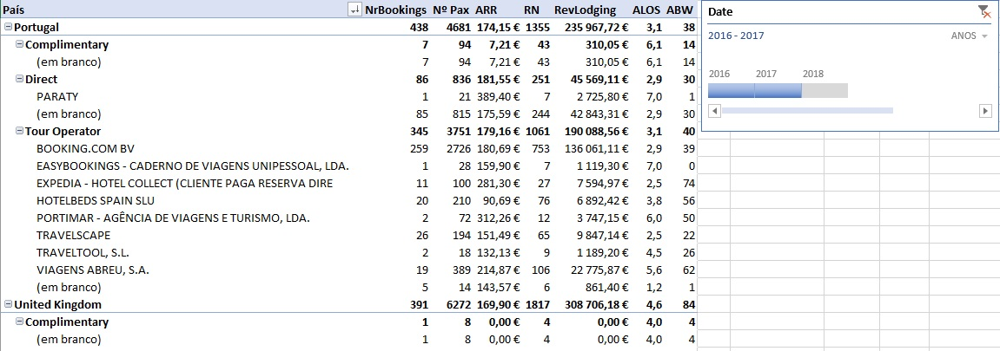 País NrBookings Nº Pax ARR RN RevLodging ALOS ABW
Portugal 438 4681 174,15 € 1355 235 967,72 € 3,1 38
Complimentary 7 94 7,21 € 43 310,05 € 6,1 14
(em branco) 7 94 7,21 € 43 310,05 € 6,1 14
Direct 86 836 181,55 € 251 45 569,11 € 2,9 30
PARATY 1 21 389,40 € 7 2 725,80 € 7,0 1
(em branco) 85 815 175,59 € 244 42 843,31 € 2,9 30
Tour Operator 345 3751 179,16 € 1061 190 088,56 € 3,1 40
BOOKING.COM BV 259 2726 180,69 € 753 136 061,11 € 2,9 39
EASYBOOKINGS - CADERNO DE VIAGENS UNIPESSOAL, LDA. 1 28 159,90 € 7 1 119,30 € 7,0 0
EXPEDIA - HOTEL COLLECT (CLIENTE PAGA RESERVA DIRE 11 100 281,30 € 27 7 594,97 € 2,5 74
HOTELBEDS SPAIN SLU 20 210 90,69 € 76 6 892,42 € 3,8 56
PORTIMAR - AGÊNCIA DE VIAGENS E TURISMO, LDA. 2 72 312,26 € 12 3 747,15 € 6,0 50
TRAVELSCAPE 26 194 151,49 € 65 9 847,14 € 2,5 22
TRAVELTOOL, S.L. 2 18 132,13 € 9 1 189,20 € 4,5 26
VIAGENS ABREU, S.A. 19 389 214,87 € 106 22 775,87 € 5,6 62
(em branco) 5 14 143,57 € 6 861,40 € 1,2 1
United Kingdom 391 6272 169,90 € 1817 308 706,18 € 4,6 84
Complimentary 1 8 0,00 € 4 0,00 € 4,0 4
(em branco) 1 8 0,00 € 4 0,00 € 4,0 4
Date
2016 - 2017 ANOS
2016 2017 2018